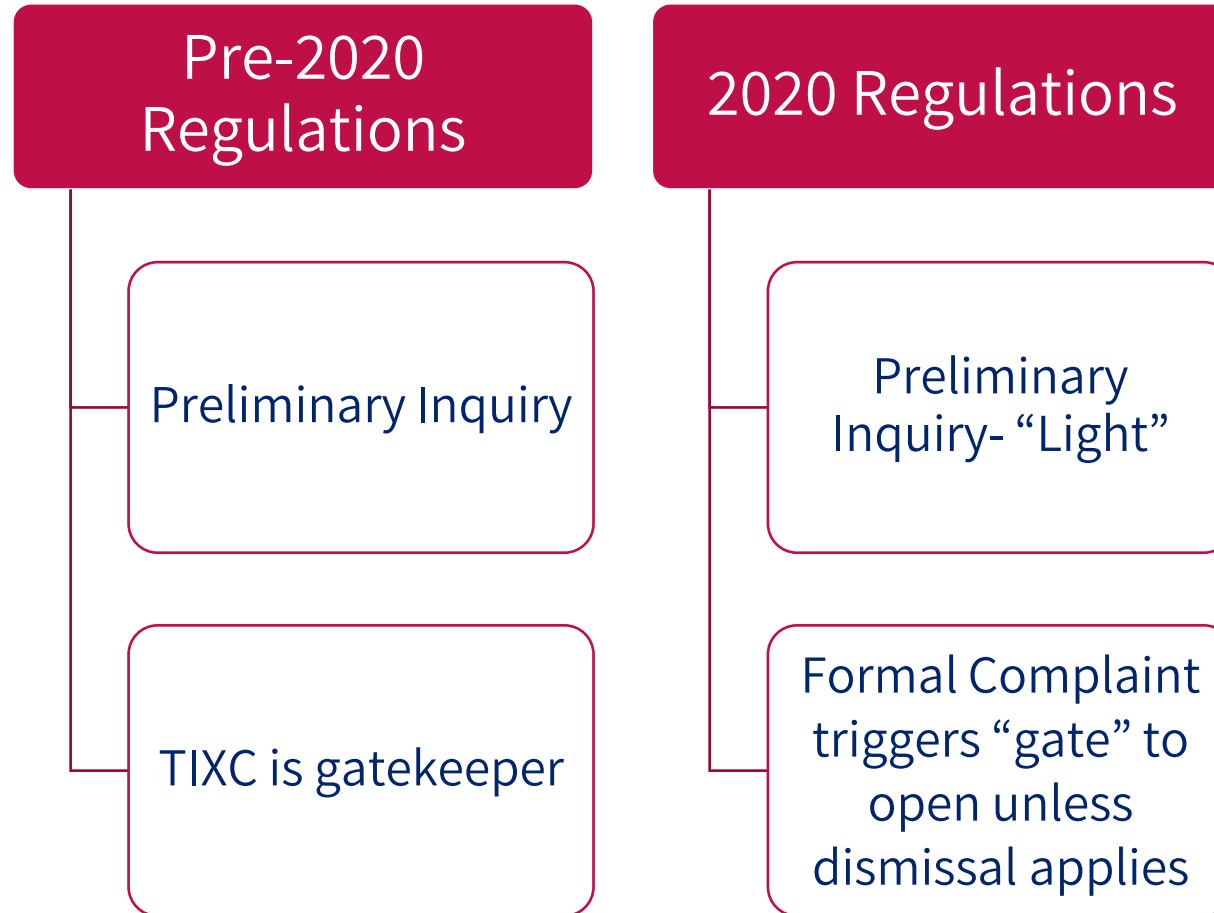 Pre-2020
Regulations
Preliminary Inquiry
TIXC is gatekeeper
2020 Regulations
Preliminary
Inquiry- “Light”
Formal Complaint
triggers “gate” to
open unless
dismissal applies